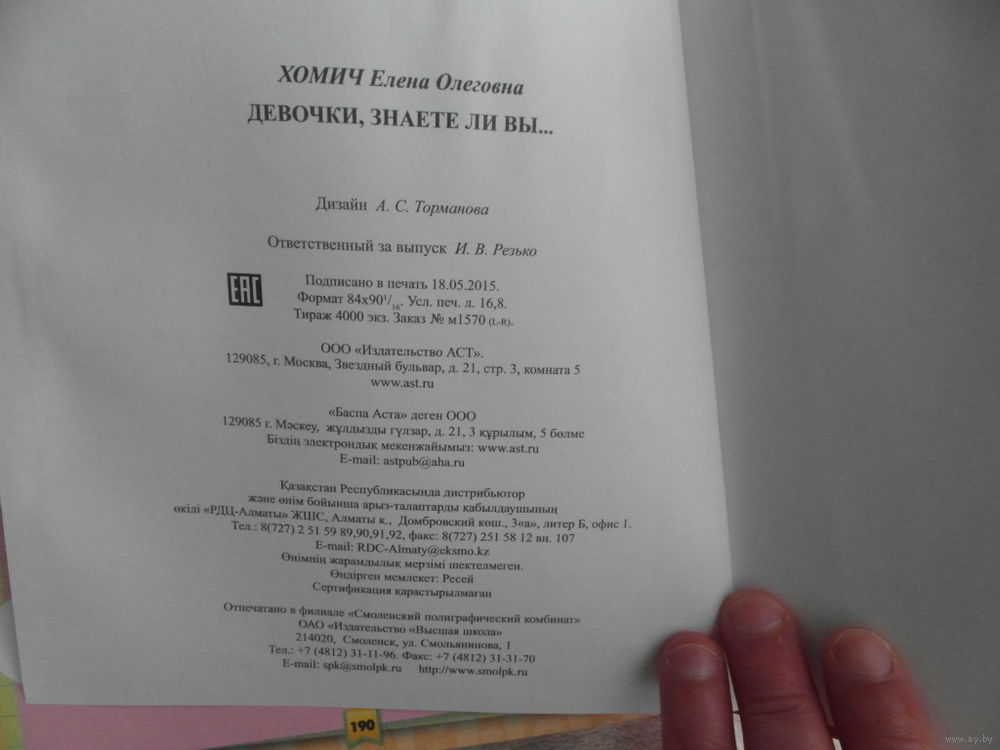 ХОМИЧ Елена Олеговна
ДЕВОЧКИ, ЗНАЕТЕ ЛИ ВЫ...
Дизайн А. С. Торманова
Ответственный за выпуск И. В. Резько
EAC
Подписано в печать 18.05.2015.
Формат 84х90¹/₁₆. Усл. печ. л. 16,8.
Тираж 4000 экз. Заказ № м1570 (L-R).
ООО «Издательство АСТ».
129085, г. Москва, Звездный бульвар, д. 21, стр. 3, комната 5
www.ast.ru
«Баспа Аста» деген ООО
129085 г. Мәскеу, жұлдызды гүлзар, д. 21, 3 құрылым, 5 бөлме
Біздің электрондық мекенжайымыз: www.ast.ru
E-mail: astpub@aha.ru
Қазақстан Республикасында дистрибьютор
және өнім бойынша арыз-талаптарды қабылдаушының
өкілі «РДЦ-Алматы» ЖШС, Алматы қ., Домбровский көш., 3«а», литер Б, офис 1.
Тел.: 8(727) 2 51 59 89,90,91,92, факс: 8(727) 251 58 12 вн. 107
E-mail: RDC-Almaty@eksmo.kz
Өнімнің жарамдылық мерзімі шектелмеген.
Өндірген мемлекет: Ресей
Сертификация қарастырылмаған
Отпечатано в филиале «Смоленский полиграфический комбинат»
ОАО «Издательство «Высшая школа»
214020, Смоленск, ул. Смольянинова, 1
Тел.: +7 (4812) 31-11-96. Факс: +7 (4812) 31-31-70
E-mail: spk@smolpk.ru http://www.smolpk.ru
190
www.ay.by